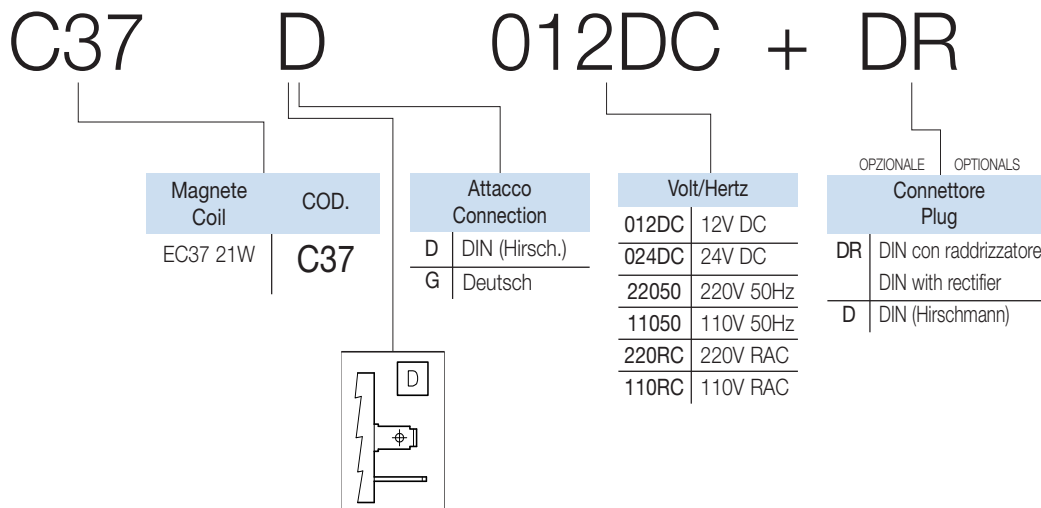 C37 D 012DC + DR
OPZIONALE OPTIONALS
Magnete
Coil
COD.
EC37 21W C37
Attacco
Connection
D DIN (Hirsch.)
G Deutsch
D
Volt/Hertz
012DC 12V DC
024DC 24V DC
22050 220V 50Hz
11050 110V 50Hz
220RC 220V RAC
110RC 110V RAC
Connettore
Plug
DR DIN con raddrizzatore
DIN with rectifier
D DIN (Hirschmann)